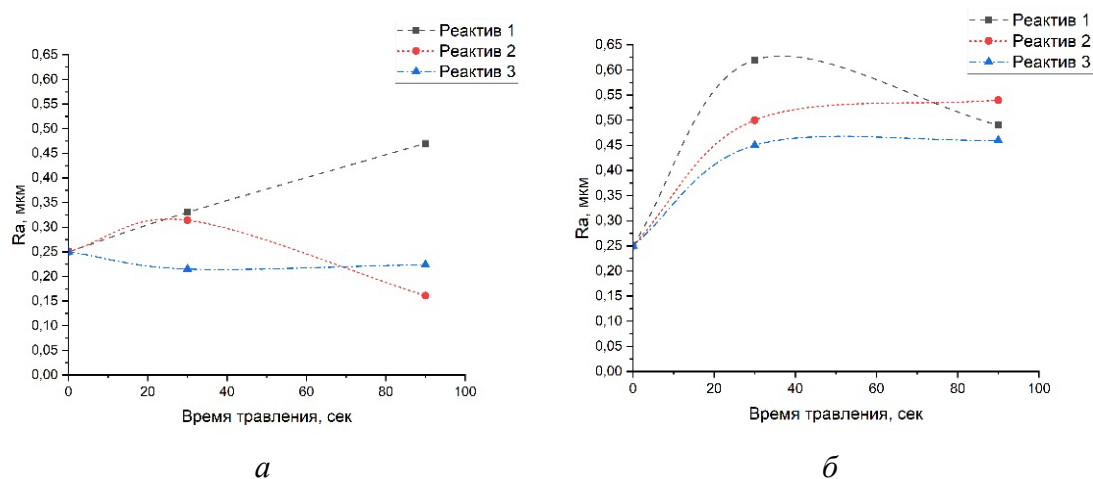 Реактив 1
Реактив 2
Реактив 3
0,65
0,60
0,55
0,50
0,45
0,40
0,35
0,30
0,25
0,20
0,15
0,10
0,05
0,00
Ra, мкм
0 20 40 60 80 100
Время травления, сек
а
Реактив 1
Реактив 2
Реактив 3
0,65
0,60
0,55
0,50
0,45
0,40
0,35
0,30
0,25
0,20
0,15
0,10
0,05
0,00
Ra, мкм
0 20 40 60 80 100
Время травления, сек
б